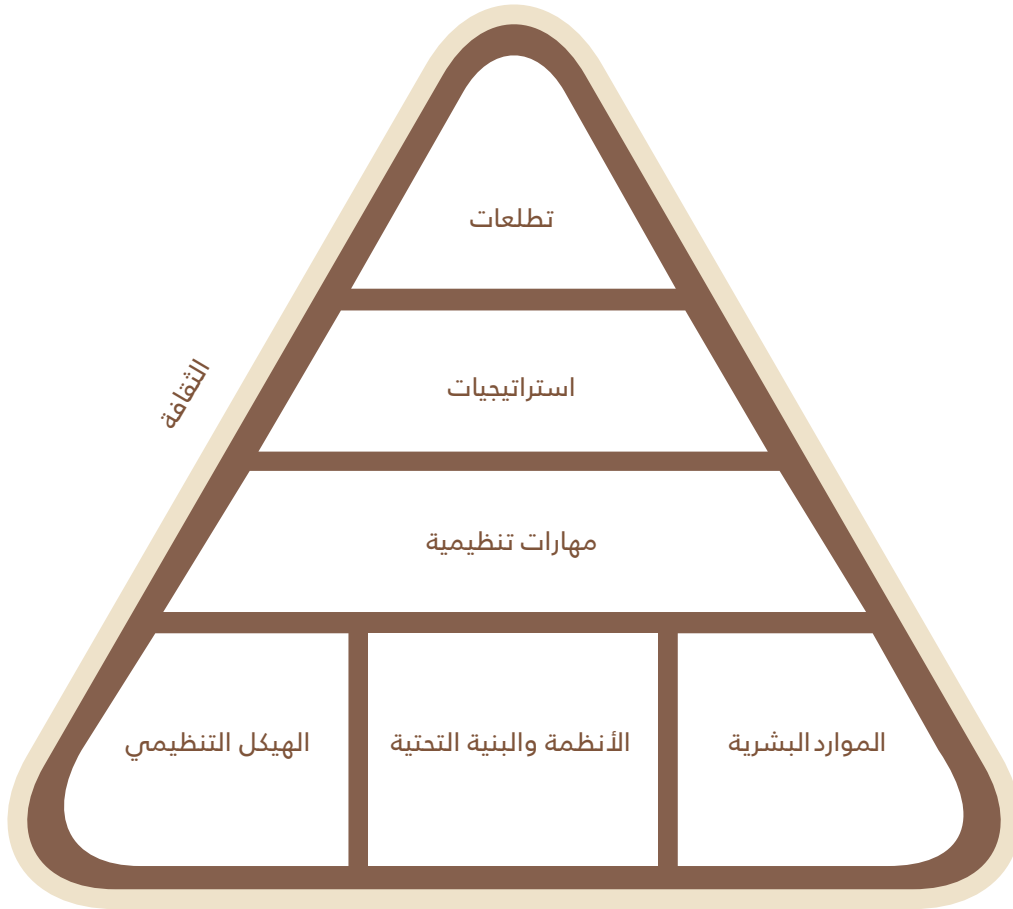 تطلعات
استراتيجيات
الثقافة
مهارات تنظيمية
الموارد البشرية
الأنظمة والبنية التحتية
الهيكل التنظيمي